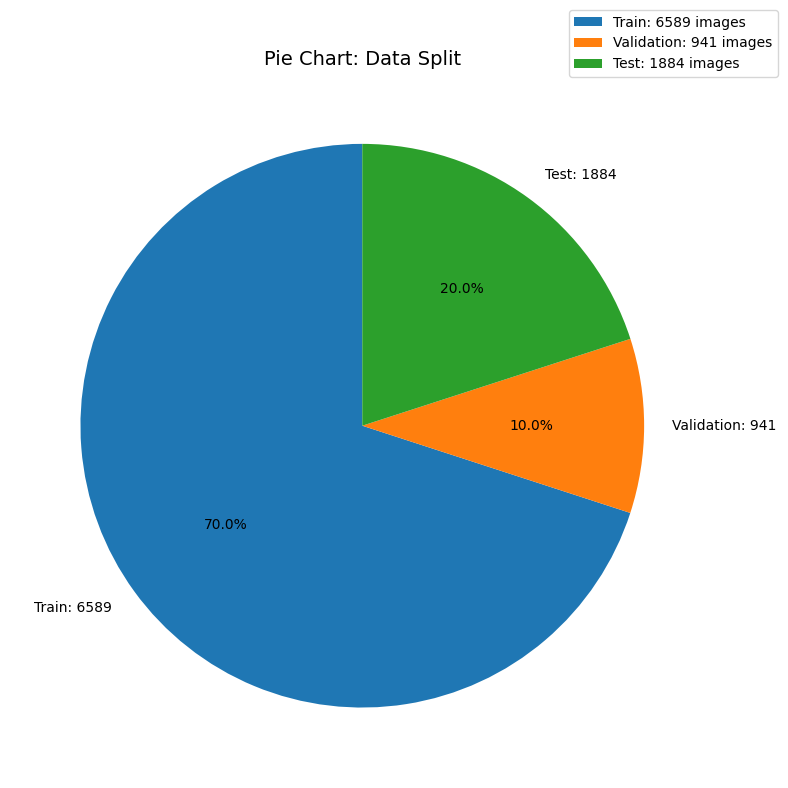 Train: 6589 images
Validation: 941 images
Test: 1884 images
Pie Chart: Data Split
Test: 1884
20.0%
10.0%
Validation: 941
70.0%
Train: 6589